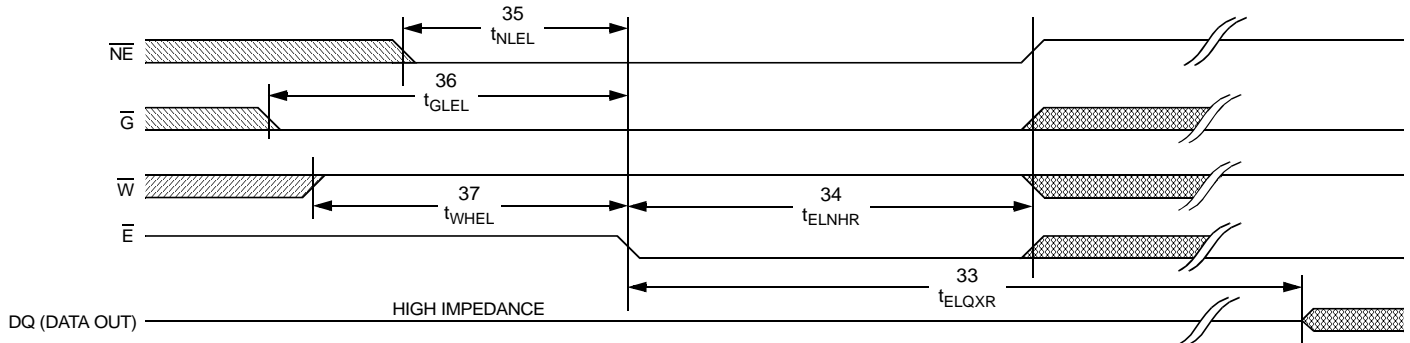 35
tNLEL
NE
36
tGLEL
G
W
37
tWHEL
34
tELNHR
E
33
tELQXR
HIGH IMPEDANCE
DQ (DATA OUT)